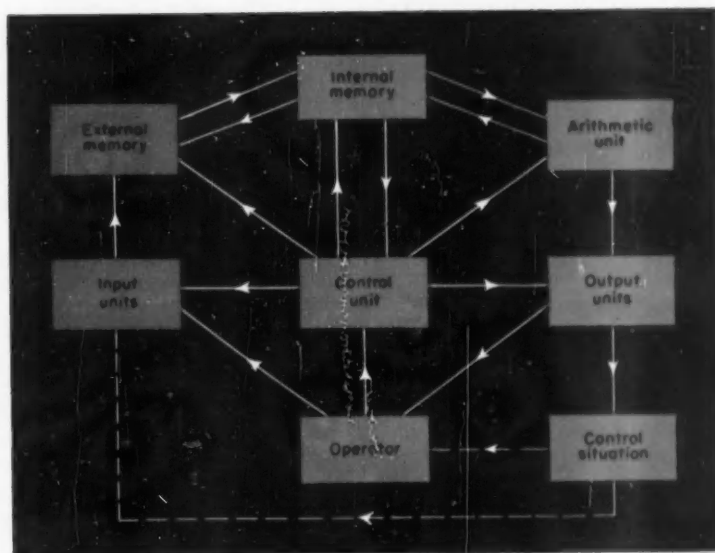 Internal
memory
External
memory
Arithmetic
unit
Input
units
Control
unit
Output
units
Operator
Control
situation